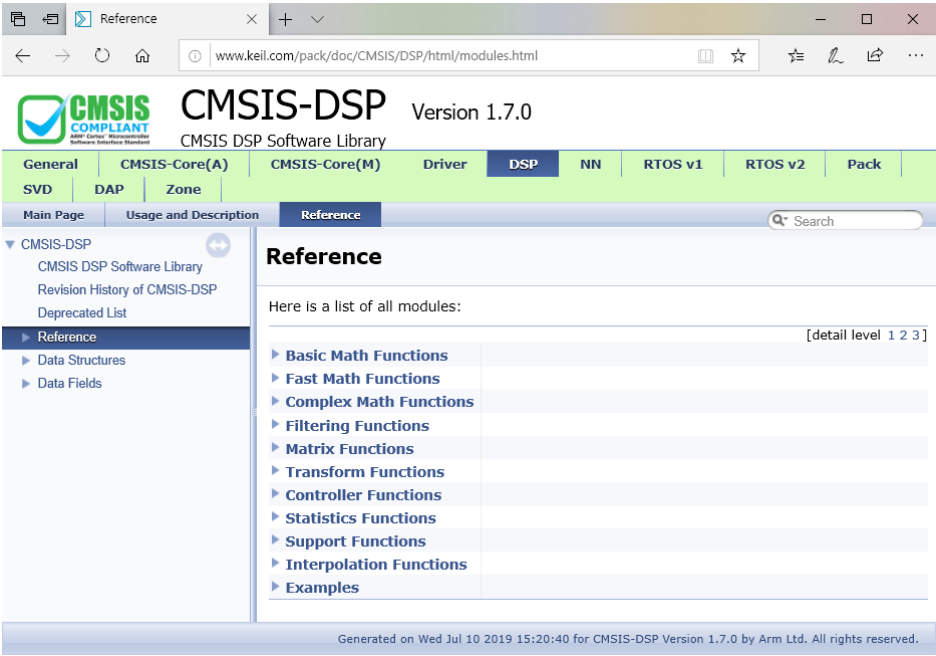 Reference
www.keil.com/pack/doc/CMSIS/DSP/html/modules.html
CMSIS
COMPLIANT
ARM® Cortex™ Microcontroller
Software Interface Standard
CMSIS-DSP Version 1.7.0
CMSIS DSP Software Library
General CMSIS-Core(A) CMSIS-Core(M) Driver DSP NN RTOS v1 RTOS v2 Pack
SVD DAP Zone
Main Page Usage and Description Reference Search
CMSIS-DSP
CMSIS DSP Software Library
Revision History of CMSIS-DSP
Deprecated List
Reference
Data Structures
Data Fields
Reference
Here is a list of all modules:
[detail level 1 2 3]
Basic Math Functions
Fast Math Functions
Complex Math Functions
Filtering Functions
Matrix Functions
Transform Functions
Controller Functions
Statistics Functions
Support Functions
Interpolation Functions
Examples
Generated on Wed Jul 10 2019 15:20:40 for CMSIS-DSP Version 1.7.0 by Arm Ltd. All rights reserved.